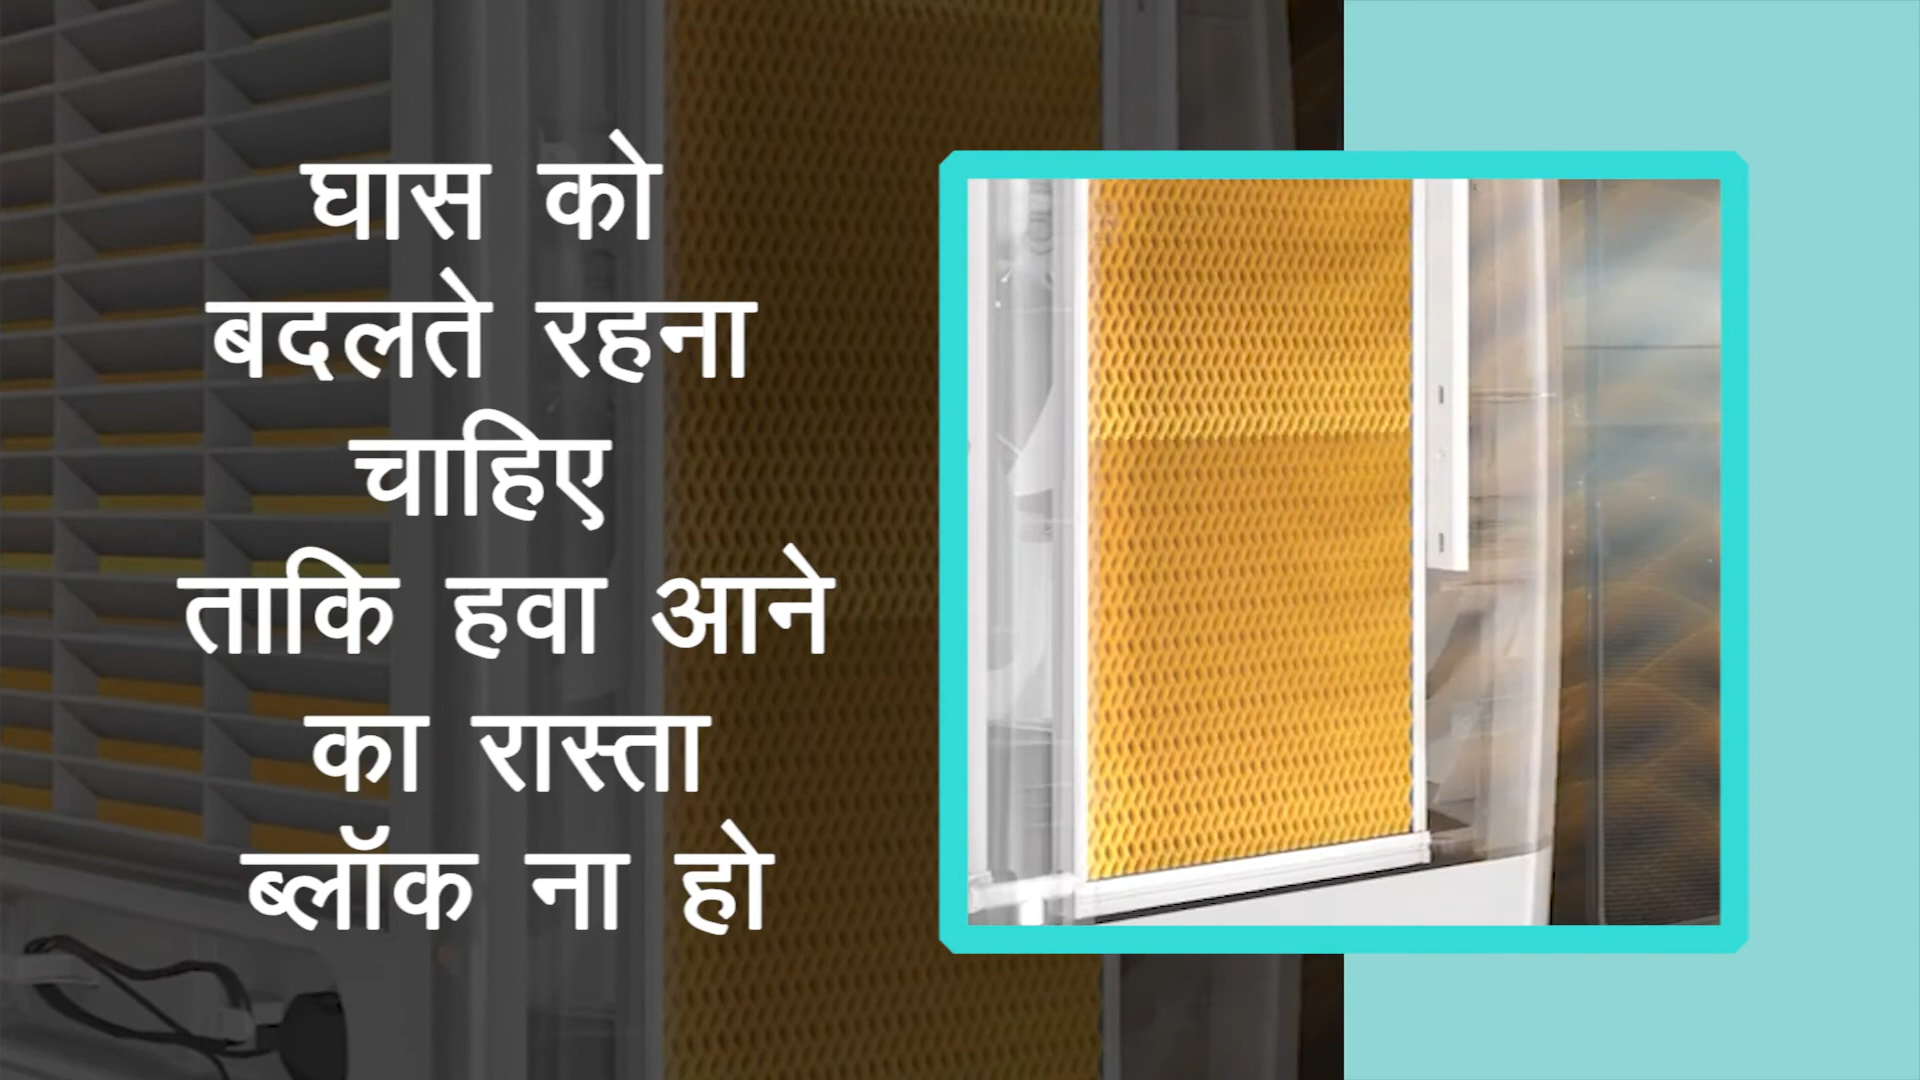 घास को
बदलते रहना
चाहिए
ताकि हवा आने
का रास्ता
ब्लॉक ना हो